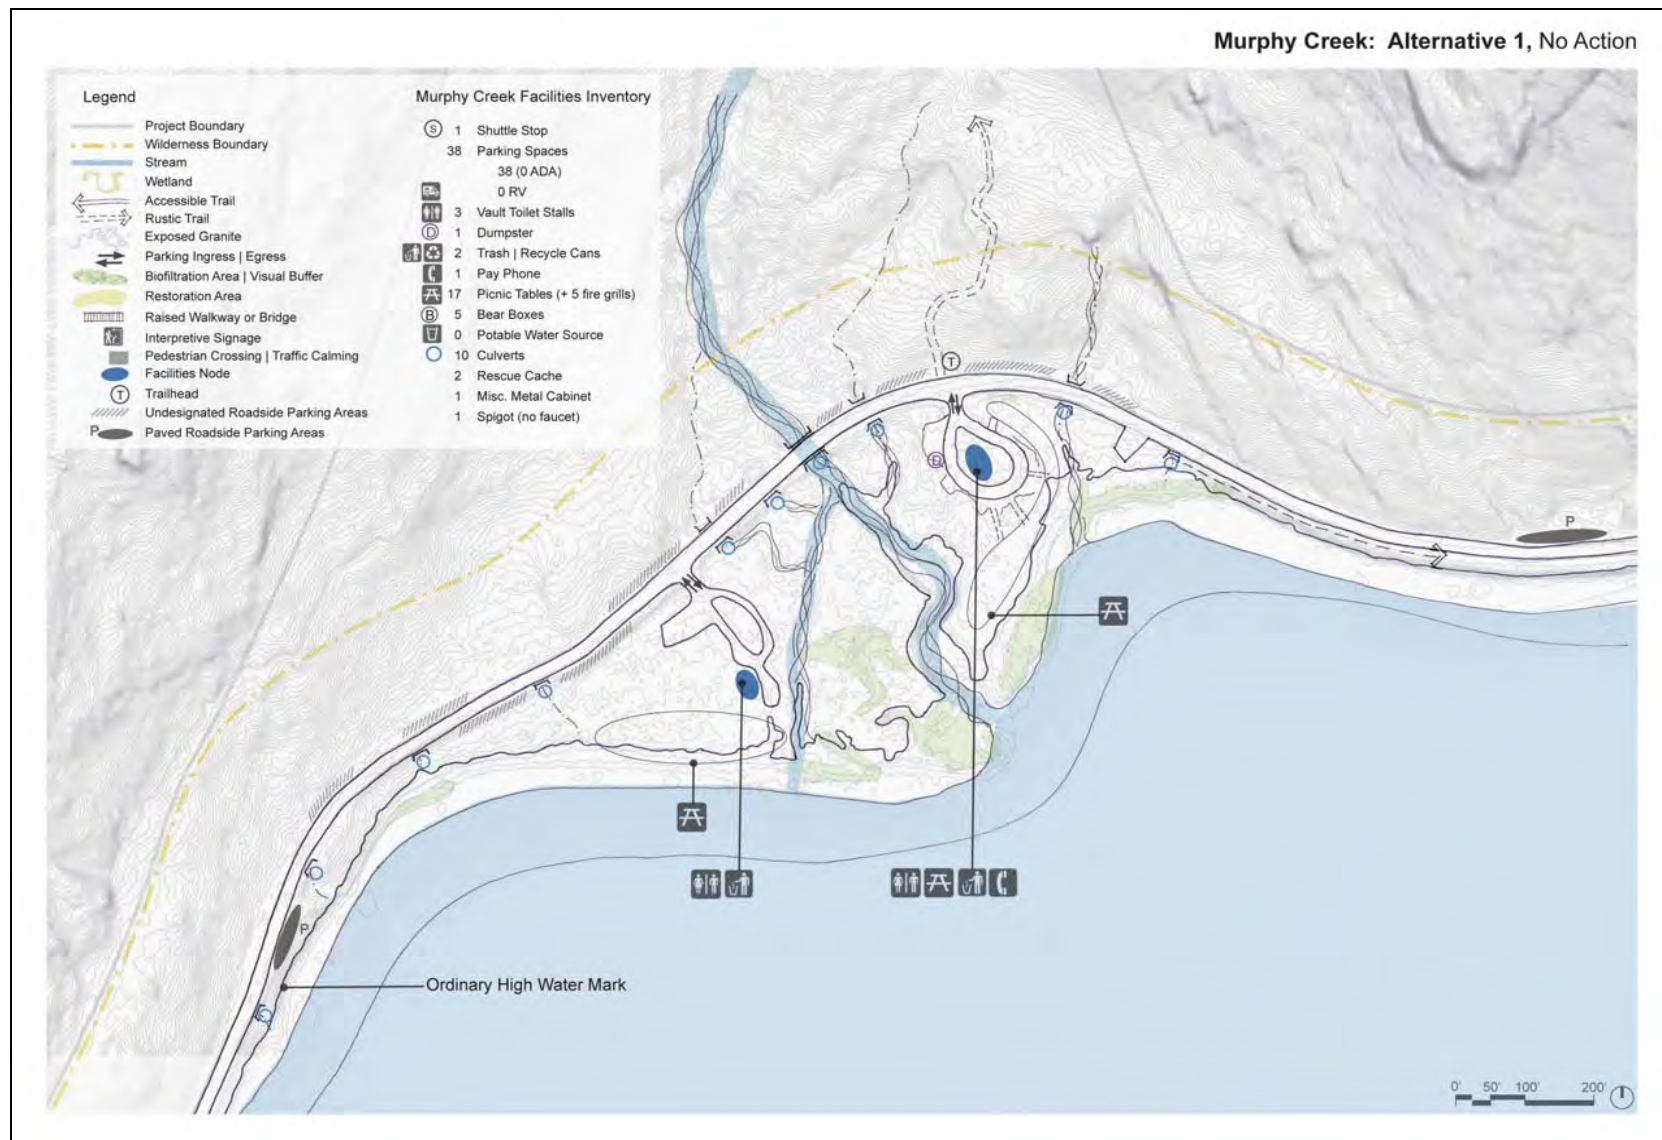 Murphy Creek: Alternative 1, No Action
Legend
Project Boundary
Wilderness Boundary
Stream
Wetland
Accessible Trail
Rustic Trail
Exposed Granite
Parking Ingress | Egress
Biofiltration Area | Visual Buffer
Restoration Area
Raised Walkway or Bridge
Interpretive Signage
Pedestrian Crossing | Traffic Calming
Facilities Node
T Trailhead
Undesignated Roadside Parking Areas
P Paved Roadside Parking Areas
Murphy Creek Facilities Inventory
S 1 Shuttle Stop
38 Parking Spaces
38 (0 ADA)
0 RV
3 Vault Toilet Stalls
D 1 Dumpster
2 Trash | Recycle Cans
1 Pay Phone
17 Picnic Tables (+ 5 fire grills)
B 5 Bear Boxes
0 Potable Water Source
10 Culverts
2 Rescue Cache
1 Misc. Metal Cabinet
1 Spigot (no faucet)
T
D
P
P
Ordinary High Water Mark
0' 50' 100' 200'